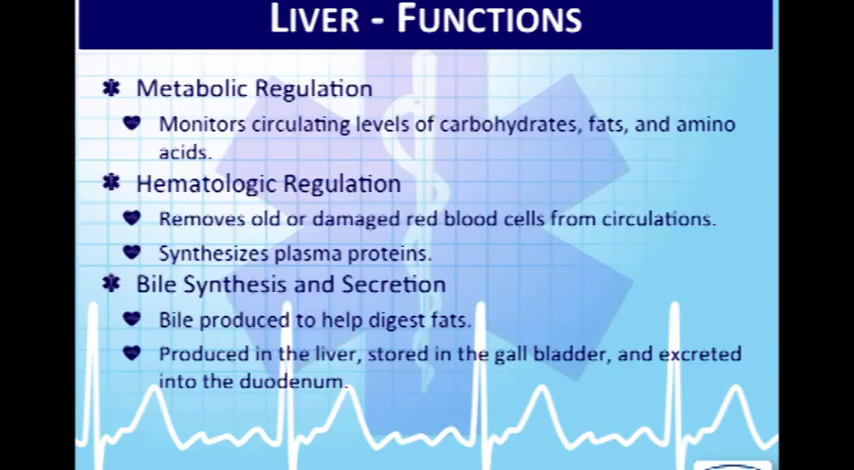 LIVER - FUNCTIONS
Metabolic Regulation
Monitors circulating levels of carbohydrates, fats, and amino
acids.
Hematologic Regulation
Removes old or damaged red blood cells from circulations.
Synthesizes plasma proteins.
Bile Synthesis and Secretion
Bile produced to help digest fats.
Produced in the liver, stored in the gall bladder, and excreted
into the duodenum.